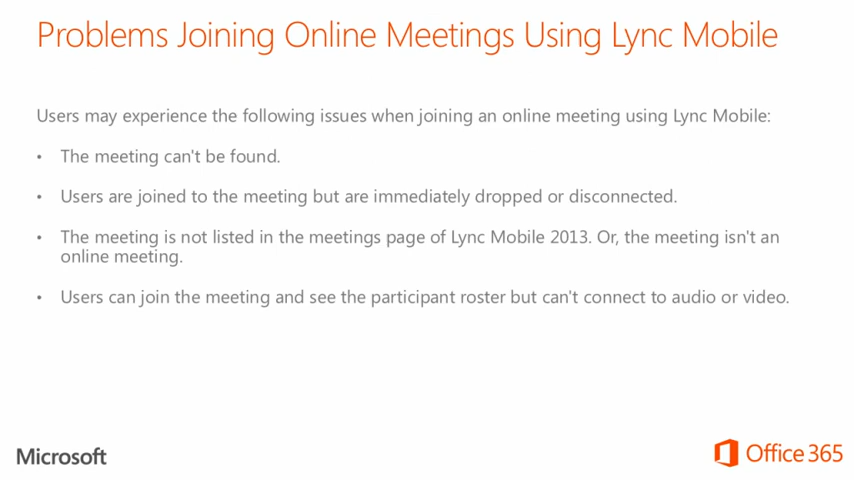 Problems Joining Online Meetings Using Lync Mobile
Users may experience the following issues when joining an online meeting using Lync Mobile:
• The meeting can't be found.
• Users are joined to the meeting but are immediately dropped or disconnected.
• The meeting is not listed in the meetings page of Lync Mobile 2013. Or, the meeting isn't an
online meeting.
• Users can join the meeting and see the participant roster but can't connect to audio or video.
Microsoft
Office 365